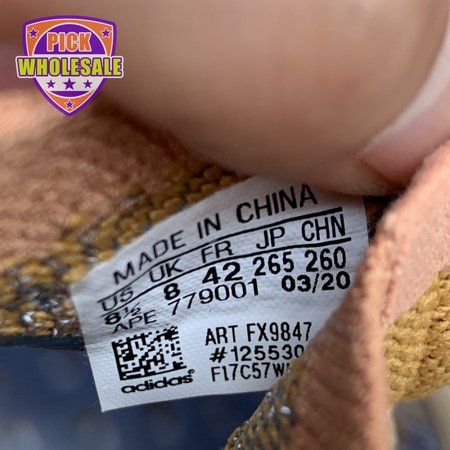 PICK
WHOLESALE
MADE IN CHINA
US UK FR JP CHN
8½ 8 42 265 260
APE 779001 03/20
ART FX9847
#125530
adidas
F17C57W